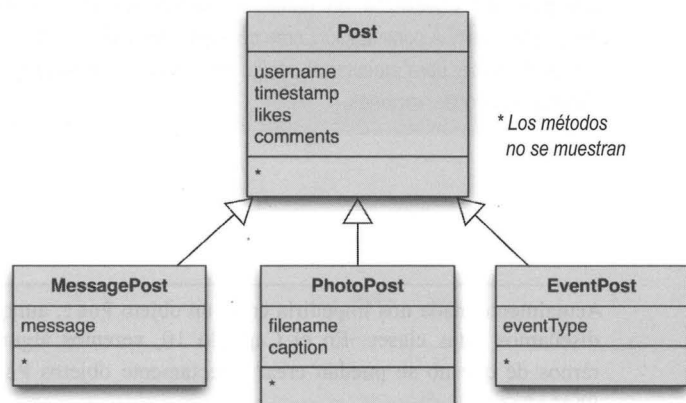 Post
username
timestamp
likes
comments
*
* Los métodos
no se muestran
MessagePost
message
*
PhotoPost
filename
caption
*
EventPost
eventType
*